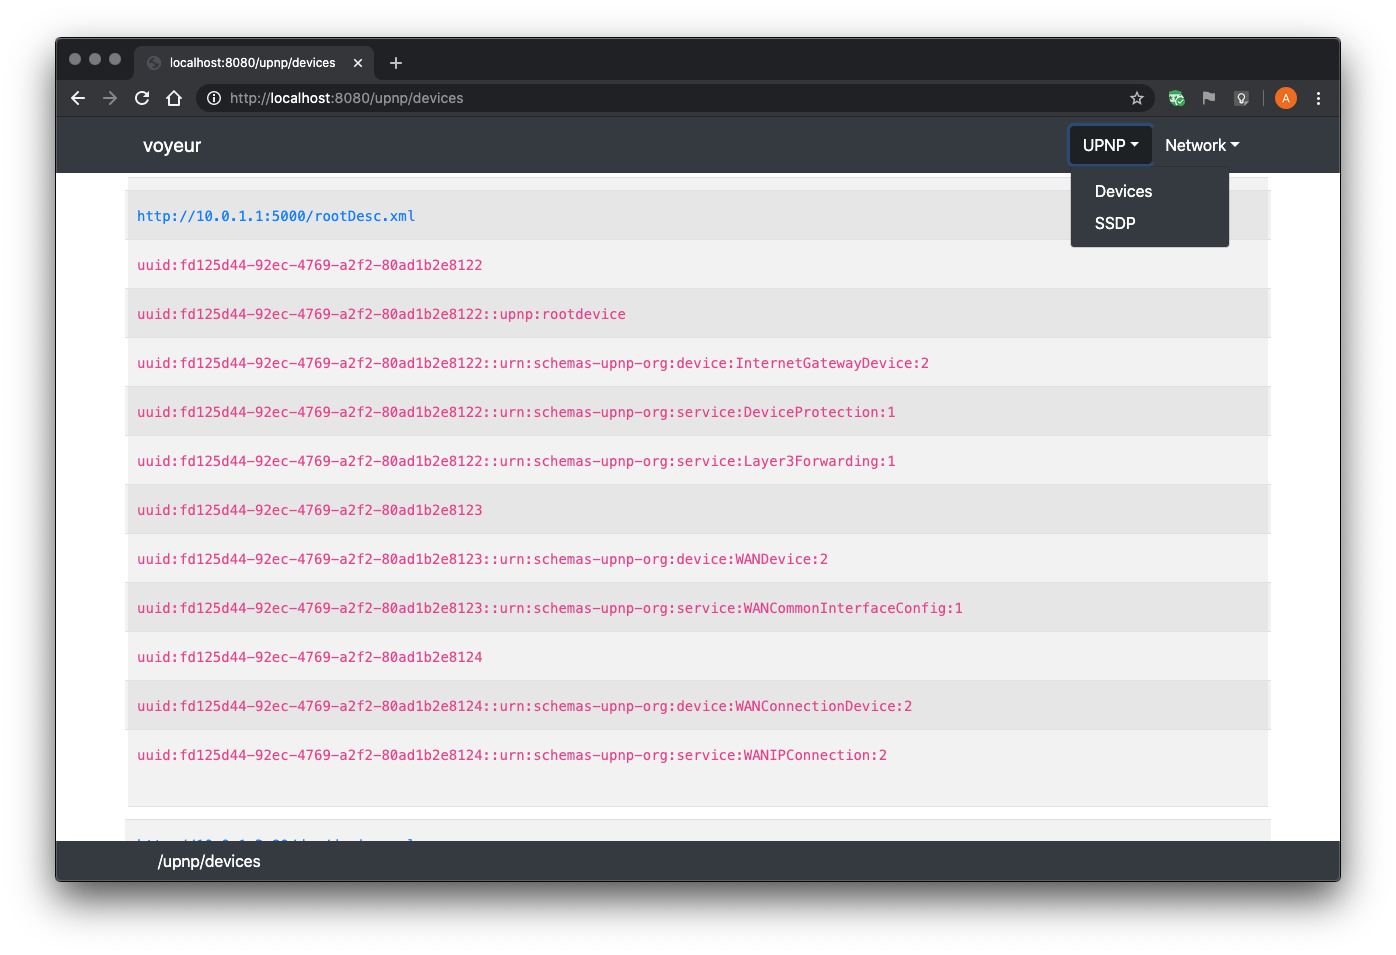 localhost:8080/upnp/devices
http://localhost:8080/upnp/devices
A
voyeur
UPNP
Network
Devices
SSDP
http://10.0.1.1:5000/rootDesc.xml
uuid:fd125d44-92ec-4769-a2f2-80ad1b2e8122
uuid:fd125d44-92ec-4769-a2f2-80ad1b2e8122::upnp:rootdevice
uuid:fd125d44-92ec-4769-a2f2-80ad1b2e8122::urn:schemas-upnp-org:device:InternetGatewayDevice:2
uuid:fd125d44-92ec-4769-a2f2-80ad1b2e8122::urn:schemas-upnp-org:service:DeviceProtection:1
uuid:fd125d44-92ec-4769-a2f2-80ad1b2e8122::urn:schemas-upnp-org:service:Layer3Forwarding:1
uuid:fd125d44-92ec-4769-a2f2-80ad1b2e8123
uuid:fd125d44-92ec-4769-a2f2-80ad1b2e8123::urn:schemas-upnp-org:device:WANDevice:2
uuid:fd125d44-92ec-4769-a2f2-80ad1b2e8123::urn:schemas-upnp-org:service:WANCommonInterfaceConfig:1
uuid:fd125d44-92ec-4769-a2f2-80ad1b2e8124
uuid:fd125d44-92ec-4769-a2f2-80ad1b2e8124::urn:schemas-upnp-org:device:WANConnectionDevice:2
uuid:fd125d44-92ec-4769-a2f2-80ad1b2e8124::urn:schemas-upnp-org:service:WANIPConnection:2
/upnp/devices